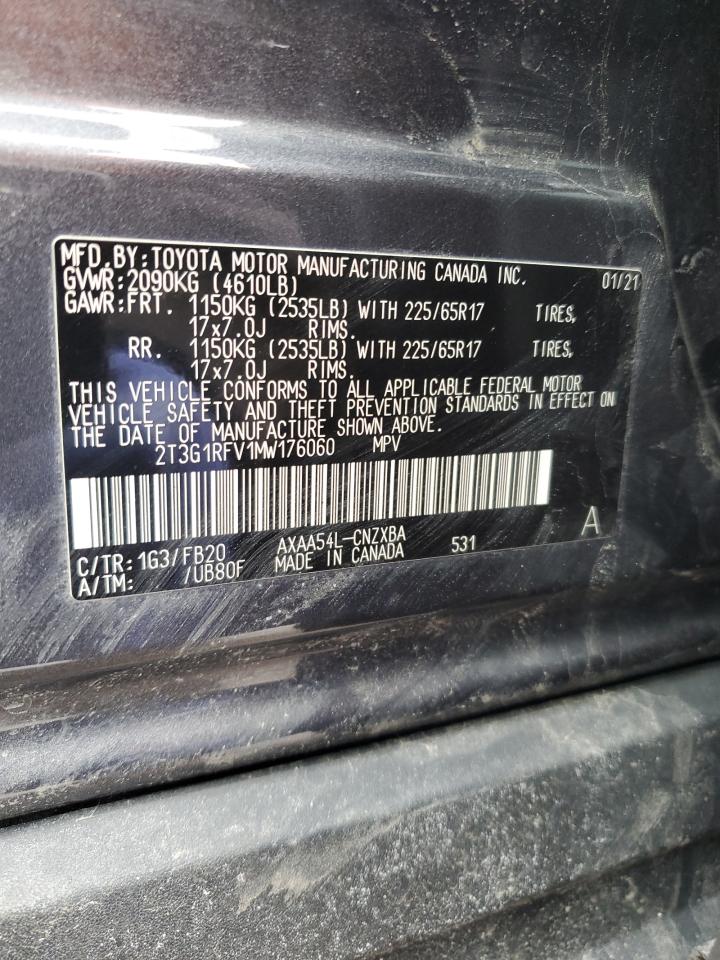 MFD.BY:TOYOTA MOTOR MANUFACTURING CANADA INC. 01/21
GVWR:2090KG (4610LB)
GAWR:FRT. 1150KG (2535LB) WITH 225/65R17 TIRES,
17x7.0J RIMS.
RR. 1150KG (2535LB) WITH 225/65R17 TIRES,
17x7.0J RIMS.
THIS VEHICLE CONFORMS TO ALL APPLICABLE FEDERAL MOTOR
VEHICLE SAFETY AND THEFT PREVENTION STANDARDS IN EFFECT ON
THE DATE OF MANUFACTURE SHOWN ABOVE.
2T3G1RFV1MW176060 MPV
C/TR:1G3/FB20 AXAA54L-CNZXBA 531 A
A/TM: /UB80F MADE IN CANADA